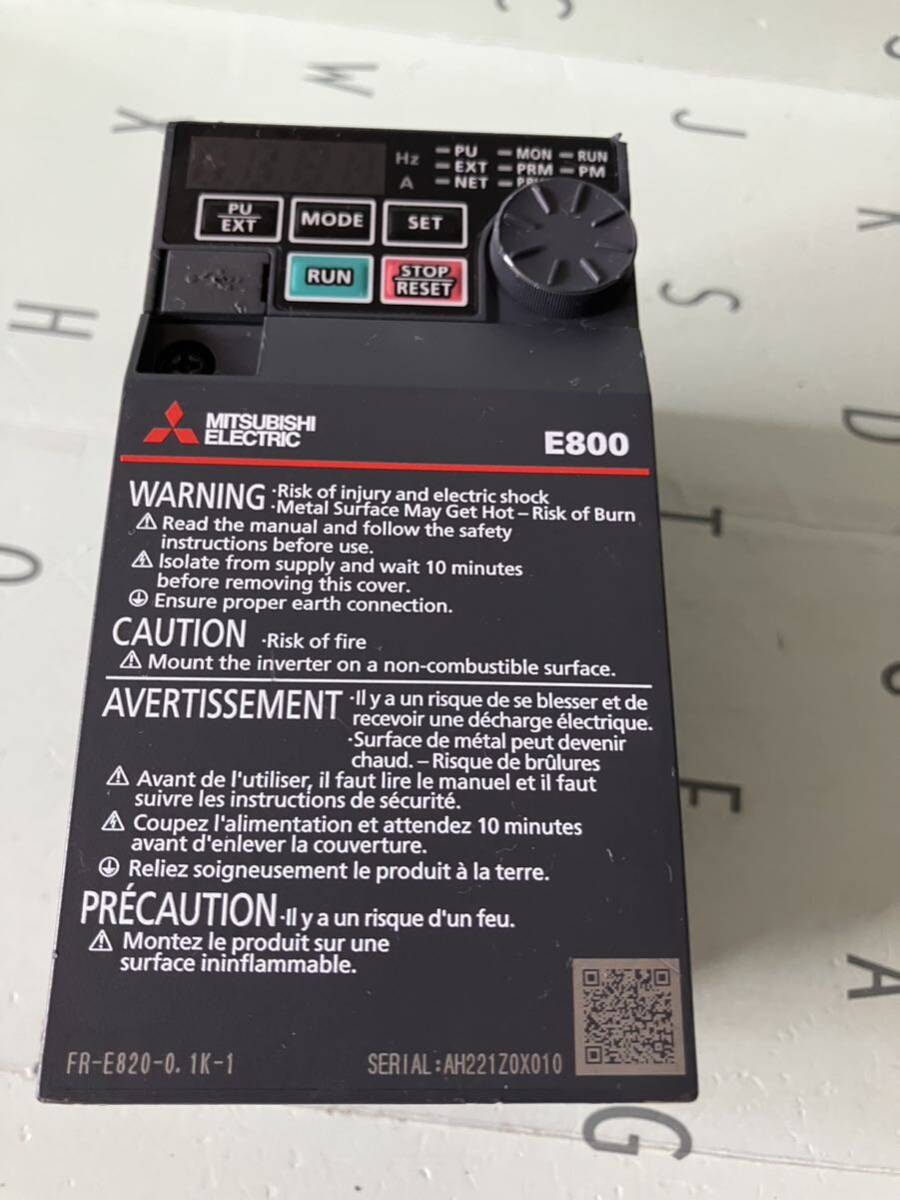 Hz
A
PU
EXT
NET
MON
PRM
RUN
PM
PU
EXT
MODE
SET
RUN
STOP
RESET
MITSUBISHI
ELECTRIC
E800
WARNING ·Risk of injury and electric shock
·Metal Surface May Get Hot – Risk of Burn
Read the manual and follow the safety
instructions before use.
Isolate from supply and wait 10 minutes
before removing this cover.
Ensure proper earth connection.
CAUTION ·Risk of fire
Mount the inverter on a non-combustible surface.
AVERTISSEMENT ·Il y a un risque de se blesser et de
recevoir une décharge électrique.
·Surface de métal peut devenir
chaud. – Risque de brûlures
Avant de l'utiliser, il faut lire le manuel et il faut
suivre les instructions de sécurité.
Coupez l'alimentation et attendez 10 minutes
avant d'enlever la couverture.
Reliez soigneusement le produit à la terre.
PRÉCAUTION ·Il y a un risque d'un feu.
Montez le produit sur une
surface ininflammable.
FR-E820-0.1K-1
SERIAL:AH221Z0X010
W
X
J
K
H
S
D
O
T
E
A
G